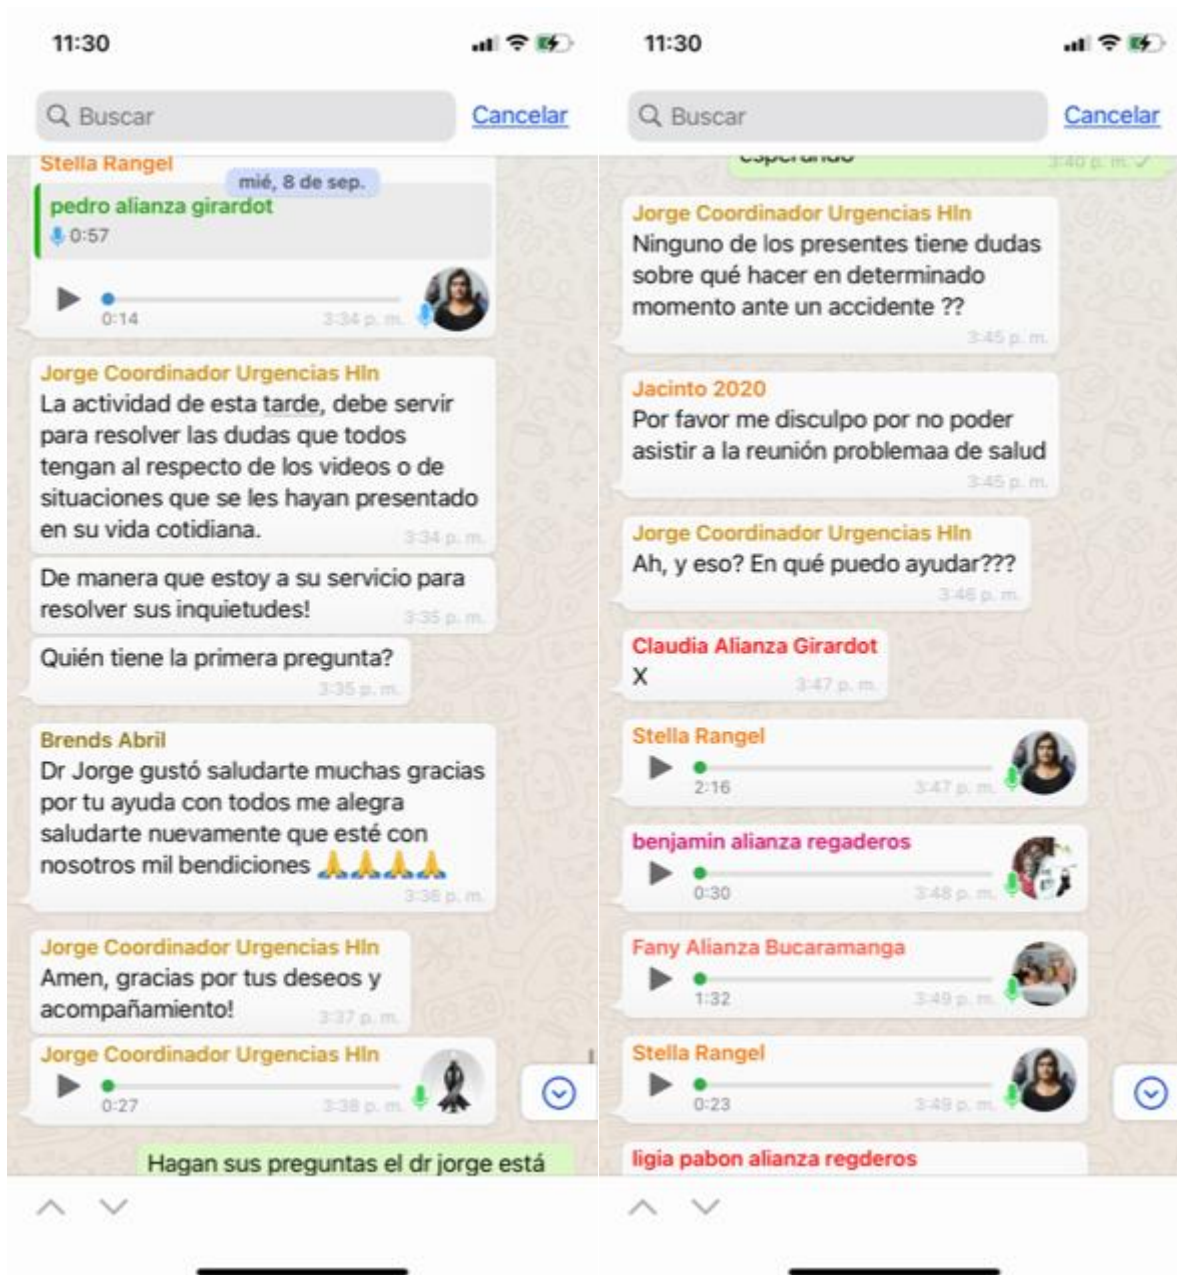 11:30
Buscar
Cancelar
Stella Rangel
mié, 8 de sep.
pedro alianza girardot
0:57
0:14
3:34 p. m.
Jorge Coordinador Urgencias Hln
La actividad de esta tarde, debe servir
para resolver las dudas que todos
tengan al respecto de los videos o de
situaciones que se les hayan presentado
en su vida cotidiana.
3:34 p. m.
De manera que estoy a su servicio para
resolver sus inquietudes!
3:35 p. m.
Quién tiene la primera pregunta?
3:35 p. m.
Brends Abril
Dr Jorge gustó saludarte muchas gracias
por tu ayuda con todos me alegra
saludarte nuevamente que esté con
nosotros mil bendiciones 🙏🙏🙏🙏
3:36 p. m.
Jorge Coordinador Urgencias Hln
Amen, gracias por tus deseos y
acompañamiento!
3:37 p. m.
Jorge Coordinador Urgencias Hln
0:27
3:38 p. m.
Hagan sus preguntas el dr jorge está
11:30
Buscar
Cancelar
esperando
3:40 p. m.
Jorge Coordinador Urgencias Hln
Ninguno de los presentes tiene dudas
sobre qué hacer en determinado
momento ante un accidente ??
3:45 p. m.
Jacinto 2020
Por favor me disculpo por no poder
asistir a la reunión problemaa de salud
3:45 p. m.
Jorge Coordinador Urgencias Hln
Ah, y eso? En qué puedo ayudar???
3:46 p. m.
Claudia Alianza Girardot
X
3:47 p. m.
Stella Rangel
2:16
3:47 p. m.
benjamin alianza regaderos
0:30
3:48 p. m.
Fany Alianza Bucaramanga
1:32
3:49 p. m.
Stella Rangel
0:23
3:49 p. m.
ligia pabon alianza regderos